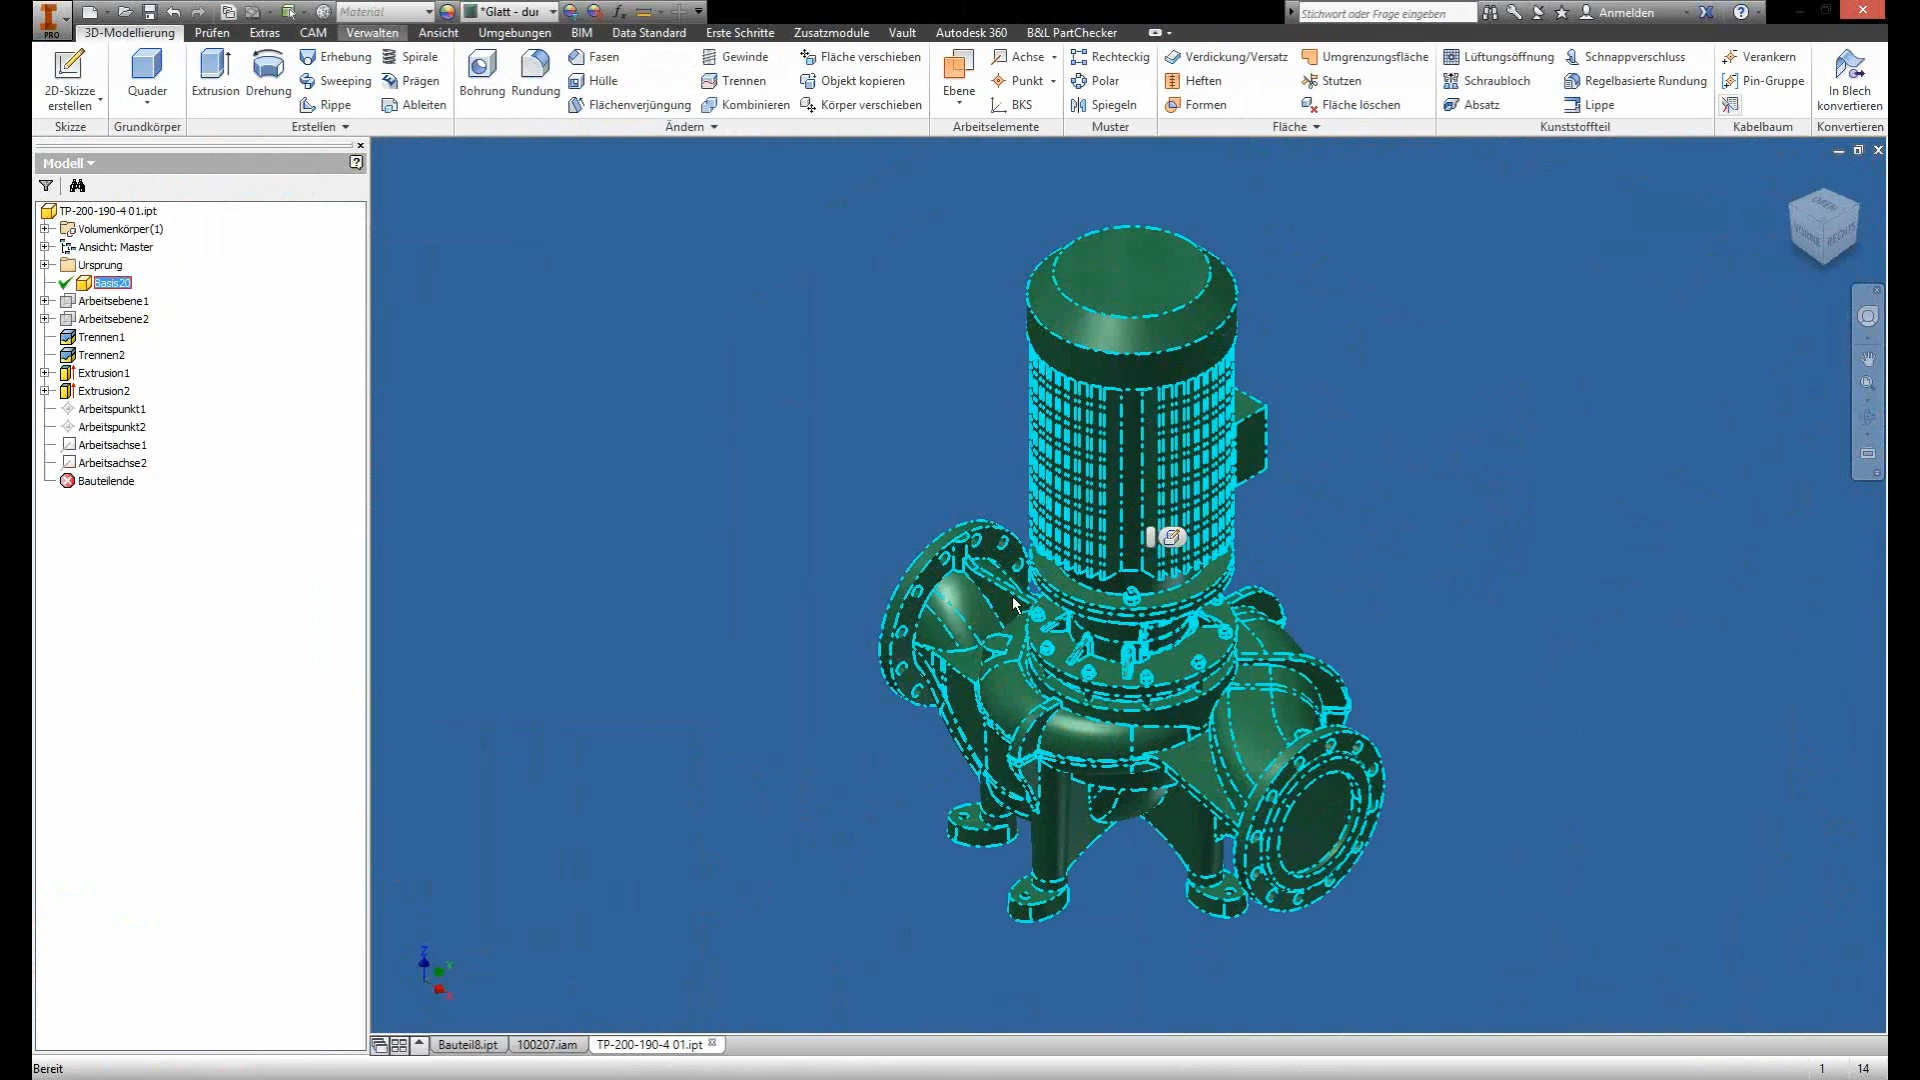 PRO
Material
*Glatt - dur
Stichwort oder Frage eingeben
Anmelden
3D-Modellierung Prüfen Extras CAM Verwalten Ansicht Umgebungen BIM Data Standard Erste Schritte Zusatzmodule Vault Autodesk 360 B&L PartChecker
2D-Skizze erstellen
Quader
Extrusion
Drehung
Erhebung
Sweeping
Rippe
Spirale
Prägen
Ableiten
Bohrung
Rundung
Fasen
Hülle
Flächenverjüngung
Gewinde
Trennen
Kombinieren
Fläche verschieben
Objekt kopieren
Körper verschieben
Ebene
Achse
Punkt
BKS
Rechteckig
Polar
Spiegeln
Verdickung/Versatz
Heften
Formen
Umgrenzungsfläche
Stutzen
Fläche löschen
Lüftungsöffnung
Schraubloch
Absatz
Schnappverschluss
Regelbasierte Rundung
Lippe
Verankern
Pin-Gruppe
In Blech konvertieren
Skizze Grundkörper Erstellen Ändern Arbeitselemente Muster Fläche Kunststoffteil Kabelbaum Konvertieren
Modell
TP-200-190-4 01.ipt
Volumenkörper(1)
Ansicht: Master
Ursprung
Basis20
Arbeitsebene1
Arbeitsebene2
Trennen1
Trennen2
Extrusion1
Extrusion2
Arbeitspunkt1
Arbeitspunkt2
Arbeitsachse1
Arbeitsachse2
Bauteilende
OBEN
VORNE RECHTS
Z
Y
X
Bauteil8.ipt 100207.iam TP-200-190-4 01.ipt
Bereit
1 14